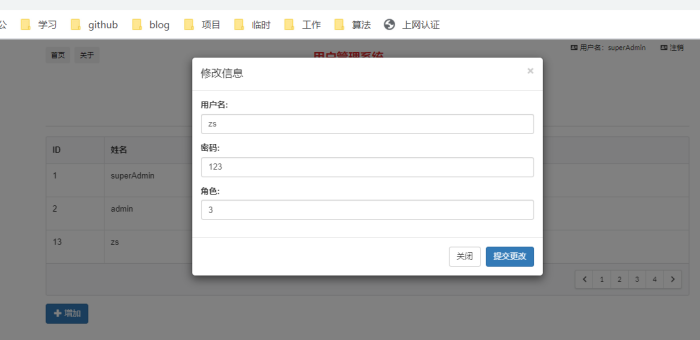 公 学习 github blog 项目 临时 工作 算法 上网认证
首页 关于 用户管理系统 用户名: superAdmin 注销
修改信息 ×
用户名:
zs
密码:
123
角色:
3
关闭 提交更改
ID 姓名
1 superAdmin
2 admin
13 zs
< 1 2 3 4 >
+ 增加